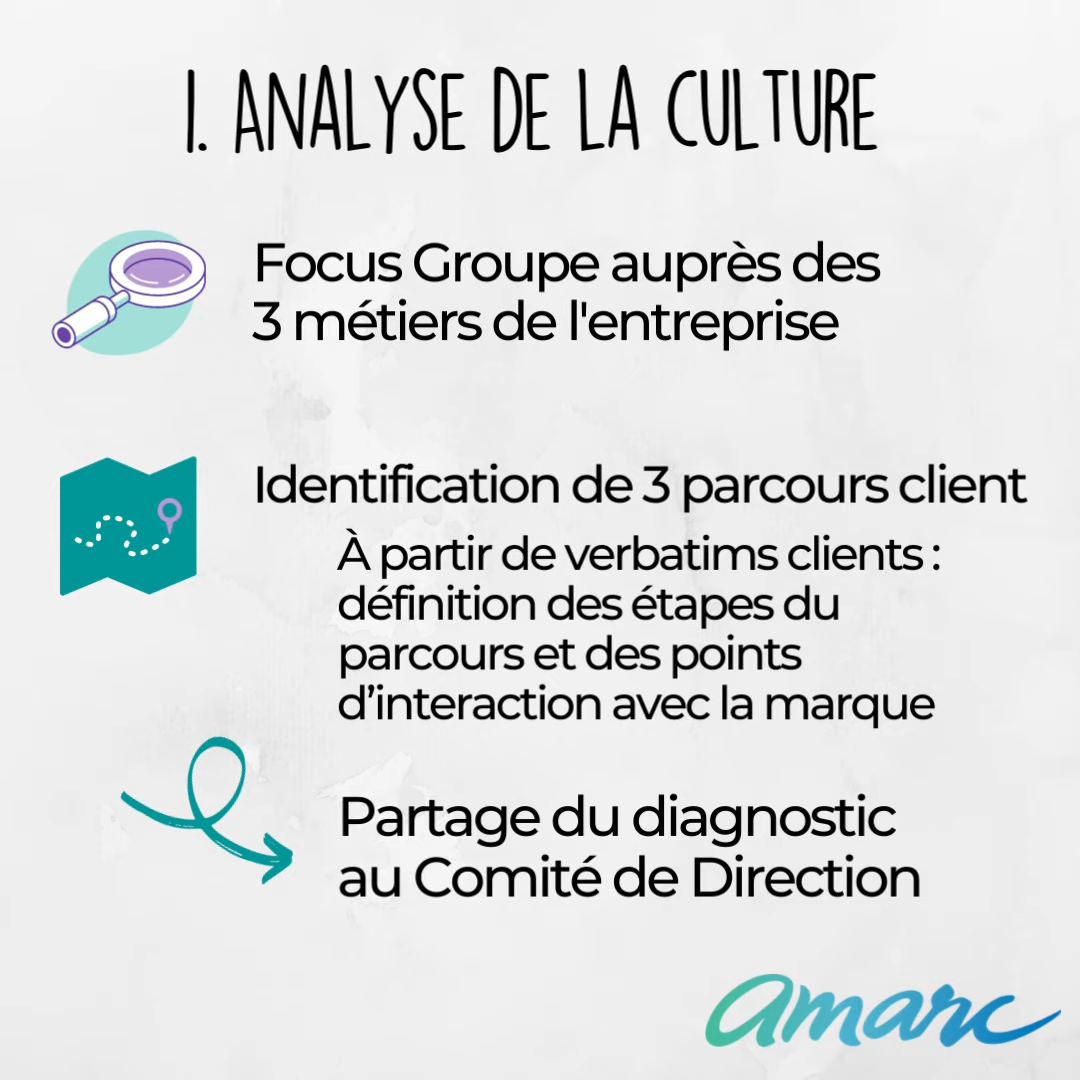 I. ANALYSE DE LA CULTURE
Focus Groupe auprès des
3 métiers de l'entreprise
Identification de 3 parcours client
À partir de verbatims clients :
définition des étapes du
parcours et des points
d’interaction avec la marque
Partage du diagnostic
au Comité de Direction
amarc